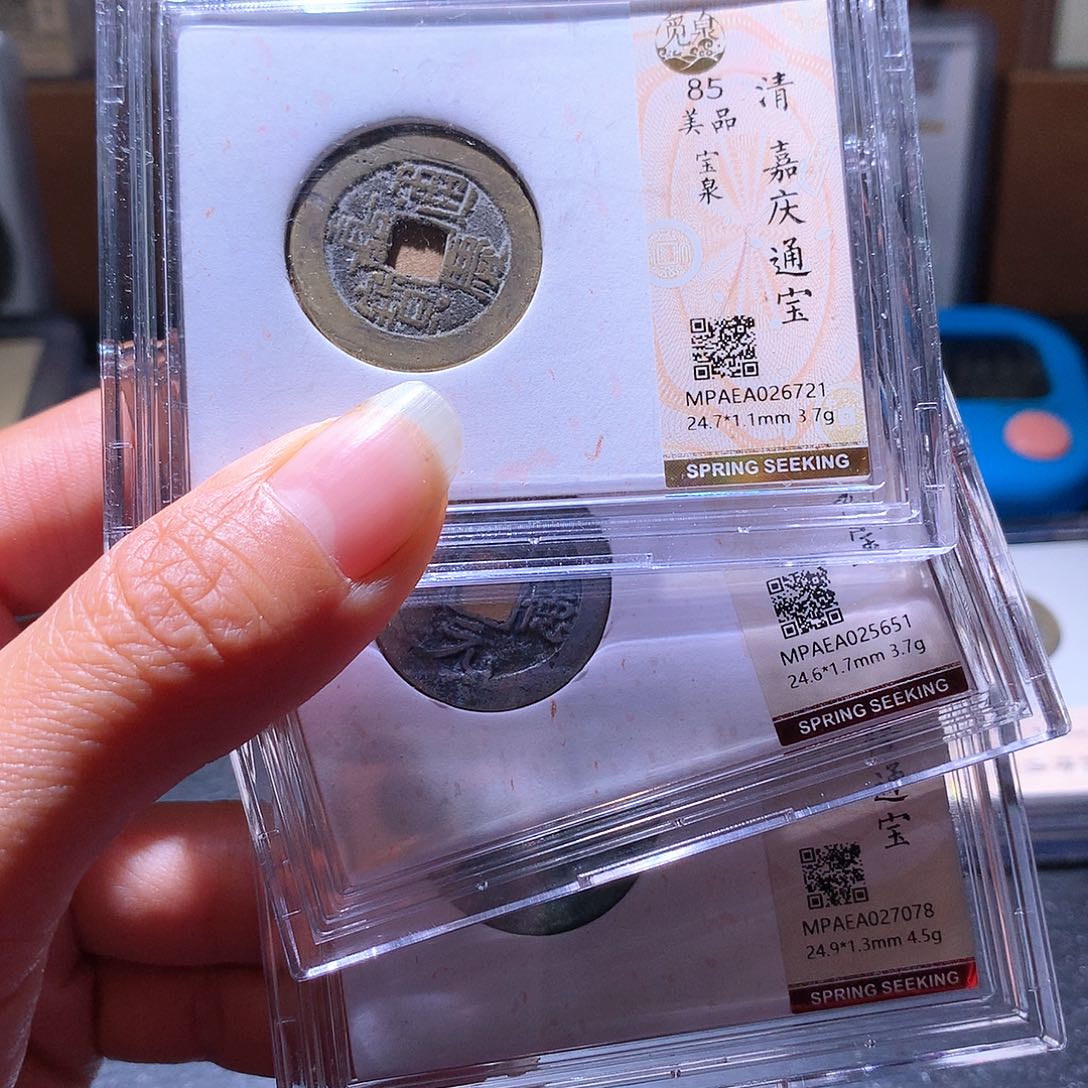 觅泉
85
美品
宝泉
清 嘉庆通宝
MPAEA026721
24.7*1.1mm 3.7g
SPRING SEEKING
MPAEA025651
24.6*1.7mm 3.7g
SPRING SEEKING
通宝
MPAEA027078
24.9*1.3mm 4.5g
SPRING SEEKING